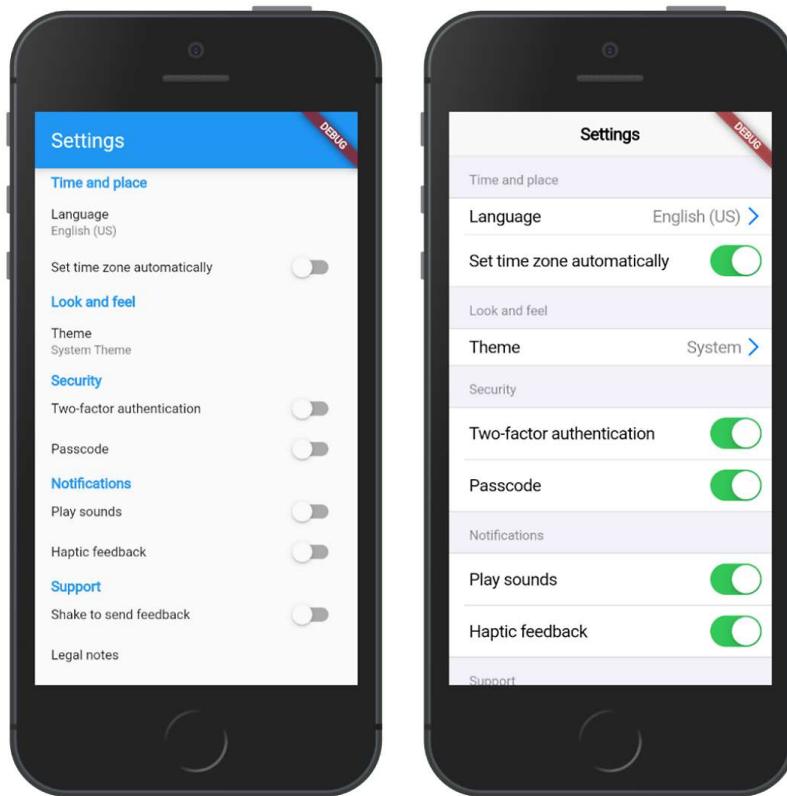 Settings
DEBUG
Time and place
Language
English (US)
Set time zone automatically
Look and feel
Theme
System Theme
Security
Two-factor authentication
Passcode
Notifications
Play sounds
Haptic feedback
Support
Shake to send feedback
Legal notes
Settings
DEBUG
Time and place
Language English (US)
Set time zone automatically
Look and feel
Theme System
Security
Two-factor authentication
Passcode
Notifications
Play sounds
Haptic feedback
Support